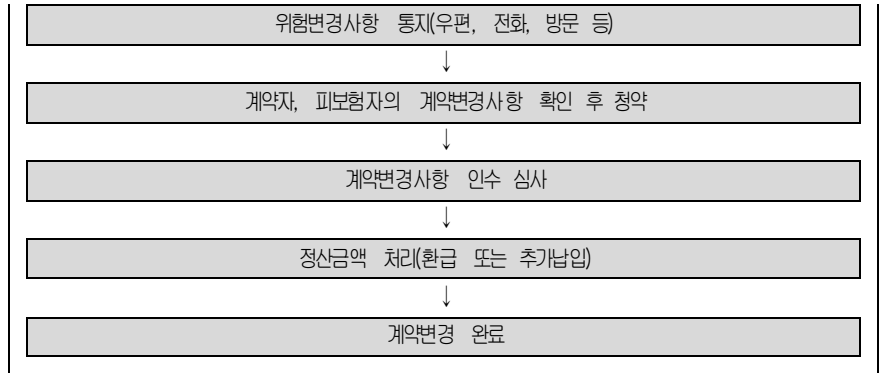 위험변경사항 통지(우편, 전화, 방문 등)
↓
계약자, 피보험자의 계약변경사항 확인 후 청약
↓
계약변경사항 인수 심사
↓
정산금액 처리(환급 또는 추가납입)
↓
계약변경 완료